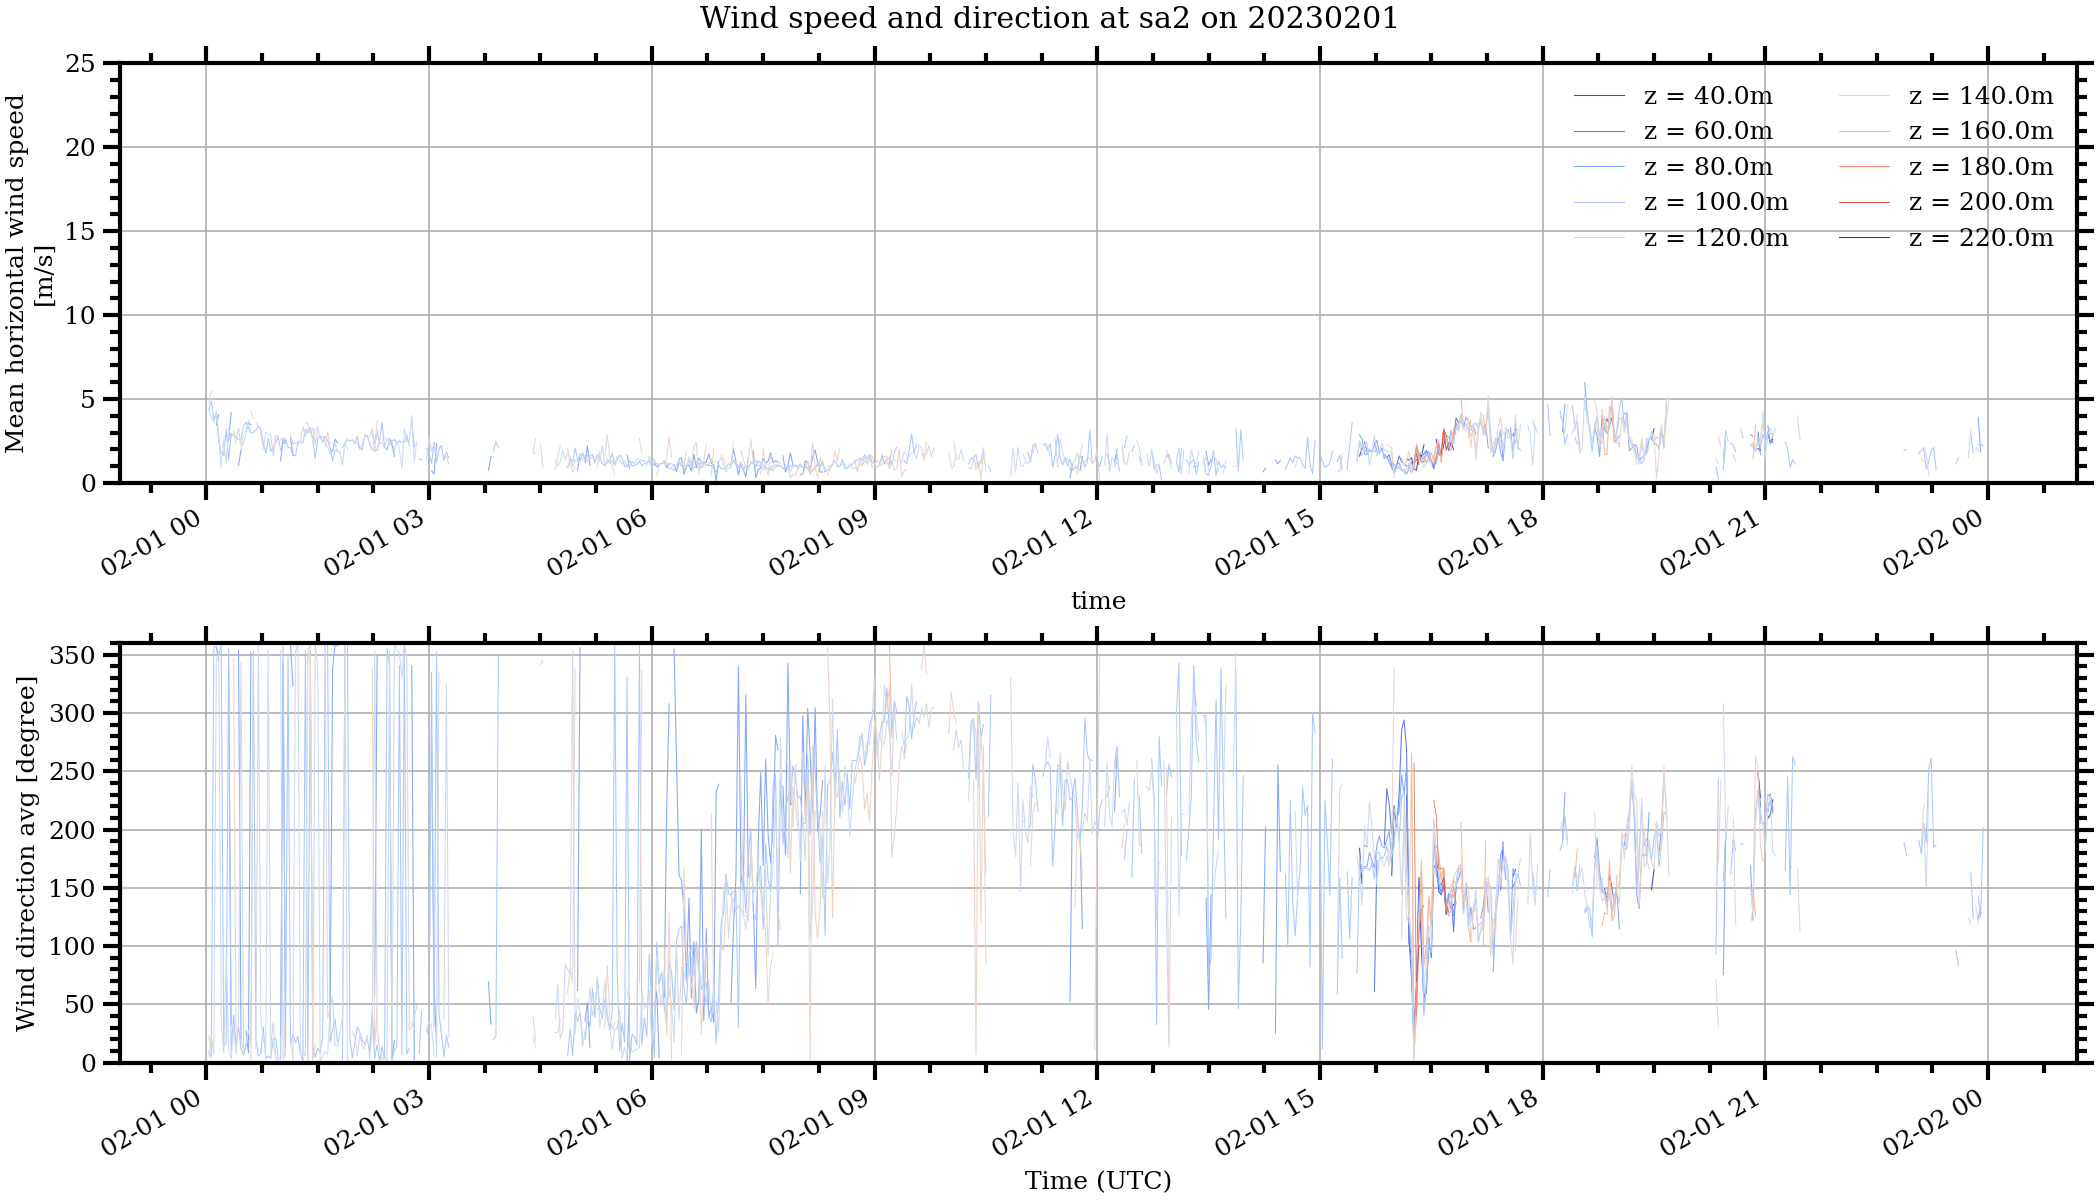 Wind speed and direction at sa2 on 20230201
Mean horizontal wind speed
[m/s]
25
20
15
10
5
0
z = 40.0m
z = 60.0m
z = 80.0m
z = 100.0m
z = 120.0m
z = 140.0m
z = 160.0m
z = 180.0m
z = 200.0m
z = 220.0m
02-01 00
02-01 03
02-01 06
02-01 09
02-01 12
02-01 15
02-01 18
02-01 21
02-02 00
time
Wind direction avg [degree]
350
300
250
200
150
100
50
0
02-01 00
02-01 03
02-01 06
02-01 09
02-01 12
02-01 15
02-01 18
02-01 21
02-02 00
Time (UTC)